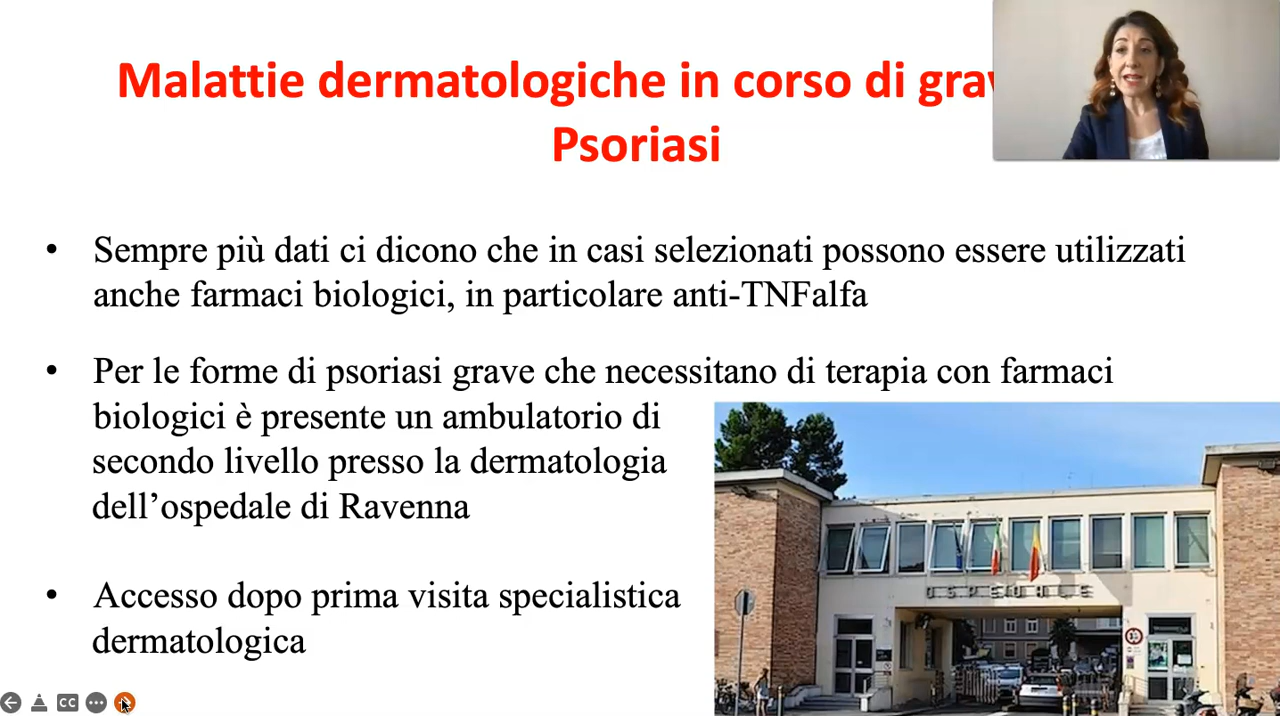 Malattie dermatologiche in corso di grav
Psoriasi
• Sempre più dati ci dicono che in casi selezionati possono essere utilizzati
anche farmaci biologici, in particolare anti-TNFalfa
• Per le forme di psoriasi grave che necessitano di terapia con farmaci
biologici è presente un ambulatorio di
secondo livello presso la dermatologia
dell’ospedale di Ravenna
OSPEDALE
• Accesso dopo prima visita specialistica
dermatologica
CC